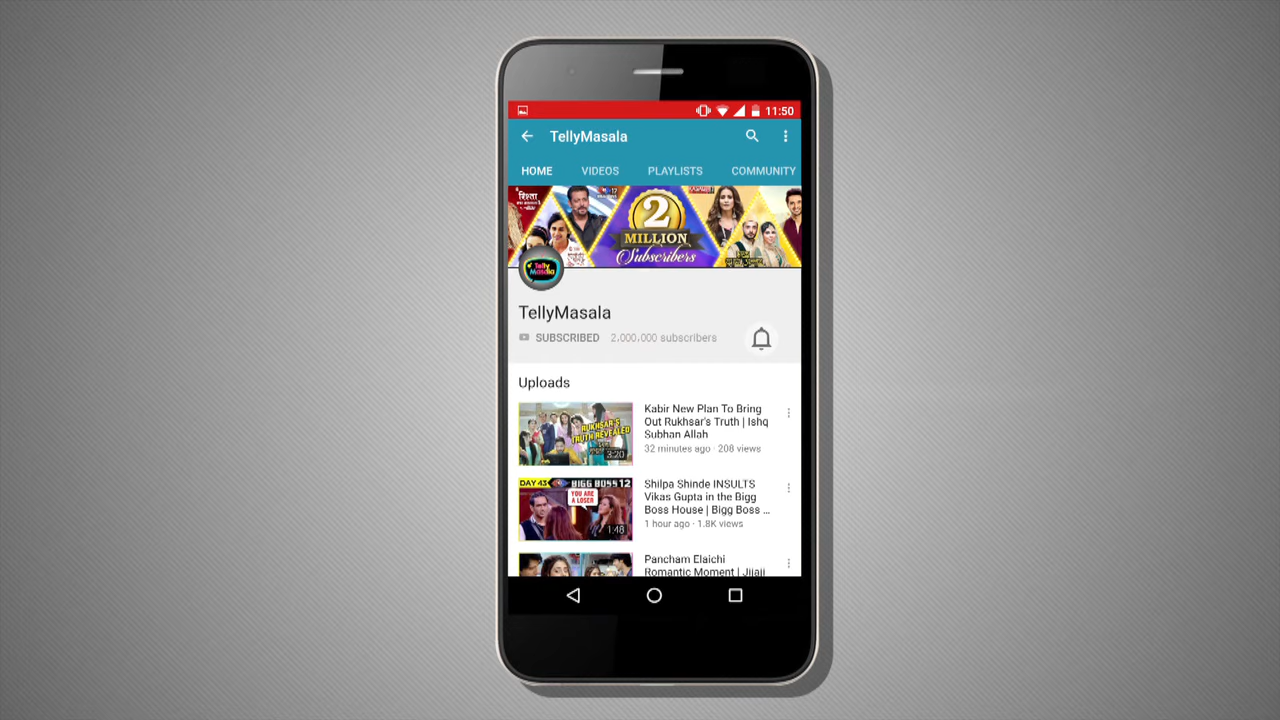 11:50
TellyMasala
HOME VIDEOS PLAYLISTS COMMUNITY
रिश्ता
2
MILLION
Subscribers
Telly
Masala
TellyMasala
SUBSCRIBED 2,000,000 subscribers
Uploads
RUKHSAR'S
TRUTH REVEALED
3:20
Kabir New Plan To Bring
Out Rukhsar's Truth | Ishq
Subhan Allah
32 minutes ago · 208 views
DAY 43 BIGG BOSS 12
YOU ARE
A LOSER
1:48
Shilpa Shinde INSULTS
Vikas Gupta in the Bigg
Boss House | Bigg Boss ...
1 hour ago · 1.8K views
Pancham Elaichi
Romantic Moment | Jijaji